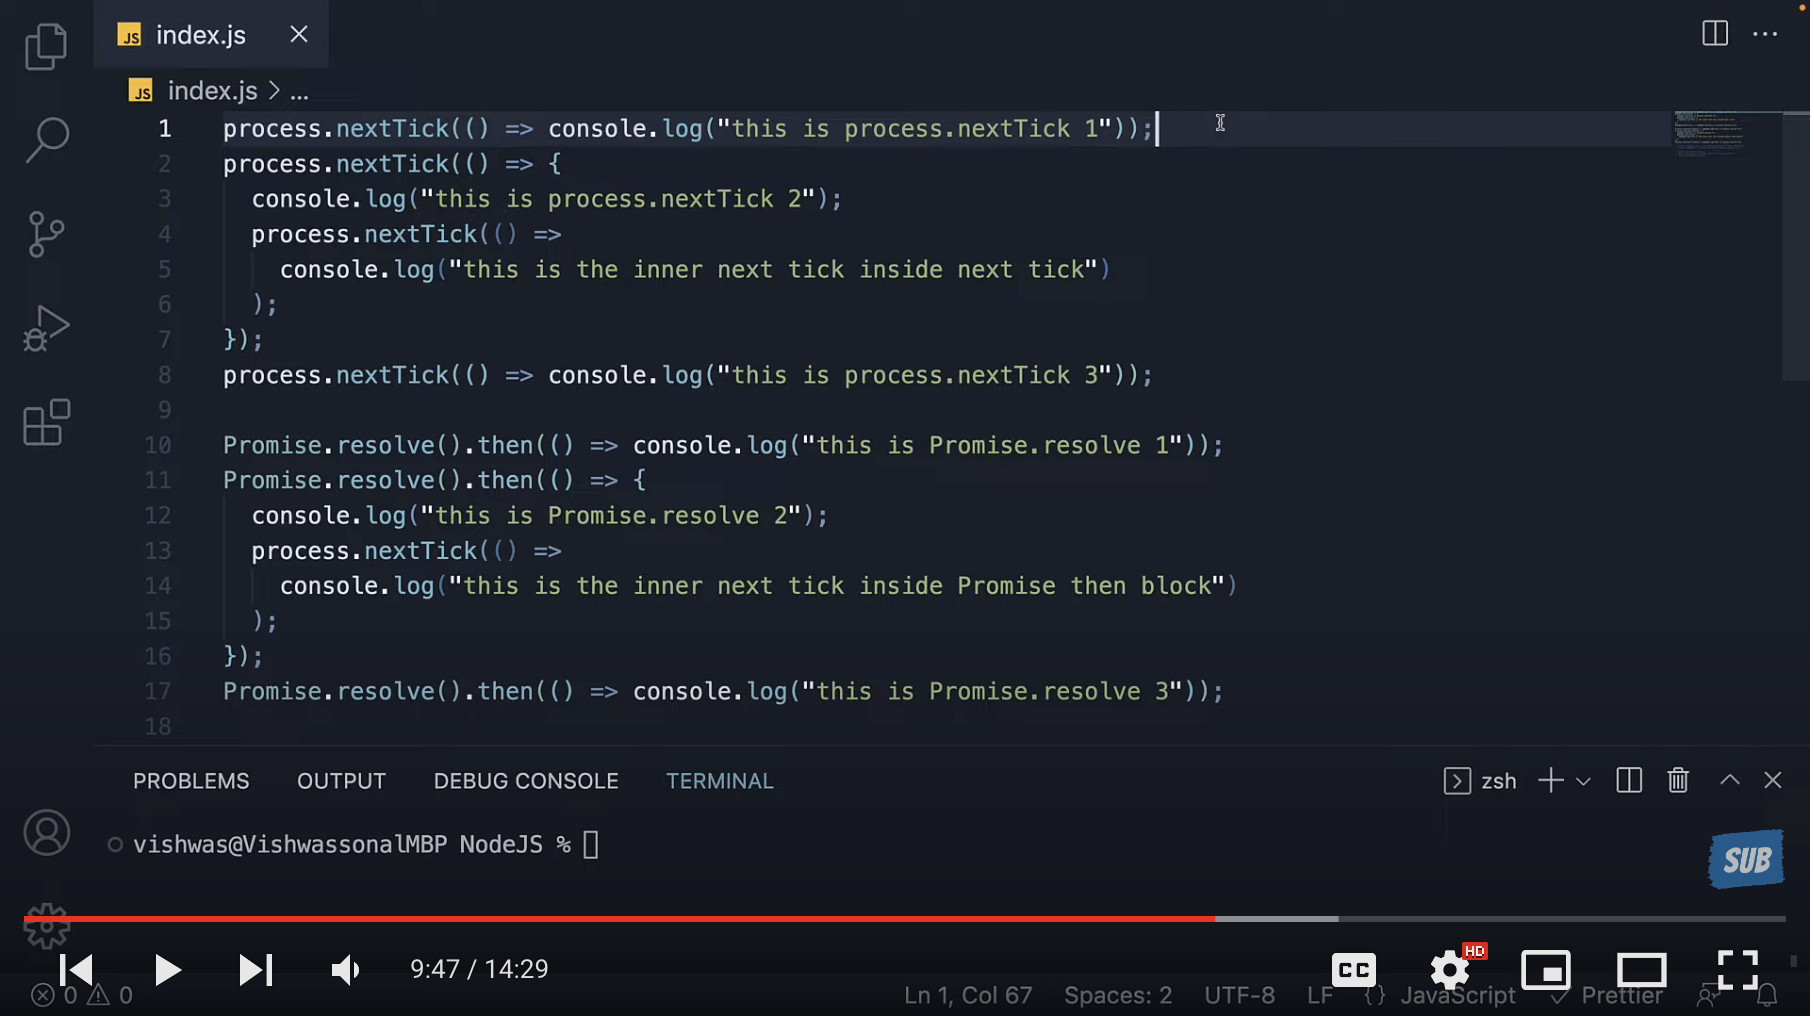 JS index.js
JS index.js > ...
1 process.nextTick(() => console.log("this is process.nextTick 1"));
2 process.nextTick(() => {
3 console.log("this is process.nextTick 2");
4 process.nextTick(() =>
5 console.log("this is the inner next tick inside next tick")
6 );
7 });
8 process.nextTick(() => console.log("this is process.nextTick 3"));
9
10 Promise.resolve().then(() => console.log("this is Promise.resolve 1"));
11 Promise.resolve().then(() => {
12 console.log("this is Promise.resolve 2");
13 process.nextTick(() =>
14 console.log("this is the inner next tick inside Promise then block")
15 );
16 });
17 Promise.resolve().then(() => console.log("this is Promise.resolve 3"));
18
PROBLEMS OUTPUT DEBUG CONSOLE TERMINAL zsh
vishwas@VishwassonalMBP NodeJS %
SUB
9:47 / 14:29 CC HD
0 0 Ln 1, Col 67 Spaces: 2 UTF-8 LF {} JavaScript Prettier